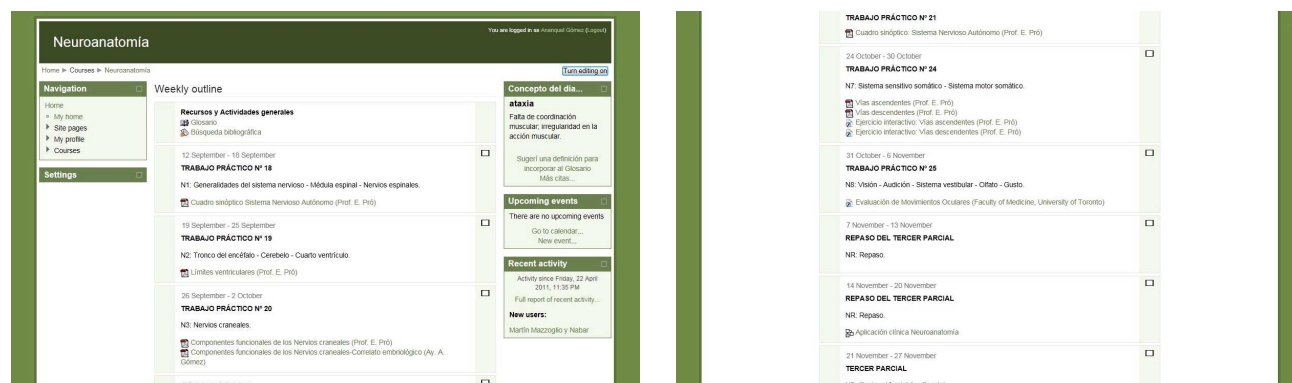 Neuroanatomía
You are logged in as Ananquel Gómez (Logout)
Home ► Courses ► Neuroanatomía
Turn editing on
Navigation
Home
My home
Site pages
My profile
Courses
Settings
Weekly outline
Recursos y Actividades generales
Glosario
Búsqueda bibliográfica
12 September - 18 September
TRABAJO PRÁCTICO Nº 18
N1: Generalidades del sistema nervioso - Médula espinal - Nervios espinales.
Cuadro sinóptico Sistema Nervioso Autónomo (Prof. E. Pró)
19 September - 25 September
TRABAJO PRÁCTICO Nº 19
N2: Tronco del encéfalo - Cerebelo - Cuarto ventrículo.
Límites ventriculares (Prof. E. Pró)
26 September - 2 October
TRABAJO PRÁCTICO Nº 20
N3: Nervios craneales.
Componentes funcionales de los Nervios craneales (Prof. E. Pró)
Componentes funcionales de los Nervios craneales-Correlato embriológico (Ay. A.
Gómez)
Concepto del dia...
ataxia
Falta de coordinación
muscular; irregularidad en la
acción muscular.
Sugerí una definición para
incorporar al Glosario
Más citas...
Upcoming events
There are no upcoming events
Go to calendar...
New event...
Recent activity
Activity since Friday, 22 April
2011, 11:35 PM
Full report of recent activity...
New users:
Martín Mazzoglio y Nabar
TRABAJO PRÁCTICO Nº 21
Cuadro sinóptico: Sistema Nervioso Autónomo (Prof. E. Pró)
24 October - 30 October
TRABAJO PRÁCTICO Nº 24
N7: Sistema sensitivo somático - Sistema motor somático.
Vías ascendentes (Prof. E. Pró)
Vías descendentes (Prof. E. Pró)
Ejercicio interactivo: Vías ascendentes (Prof. E. Pró)
Ejercicio interactivo: Vías descendentes (Prof. E. Pró)
31 October - 6 November
TRABAJO PRÁCTICO Nº 25
N8: Visión - Audición - Sistema vestibular - Olfato - Gusto.
Evaluación de Movimientos Oculares (Faculty of Medicine, University of Toronto)
7 November - 13 November
REPASO DEL TERCER PARCIAL
NR: Repaso.
14 November - 20 November
REPASO DEL TERCER PARCIAL
NR: Repaso.
Aplicación clínica Neuroanatomía
21 November - 27 November
TERCER PARCIAL